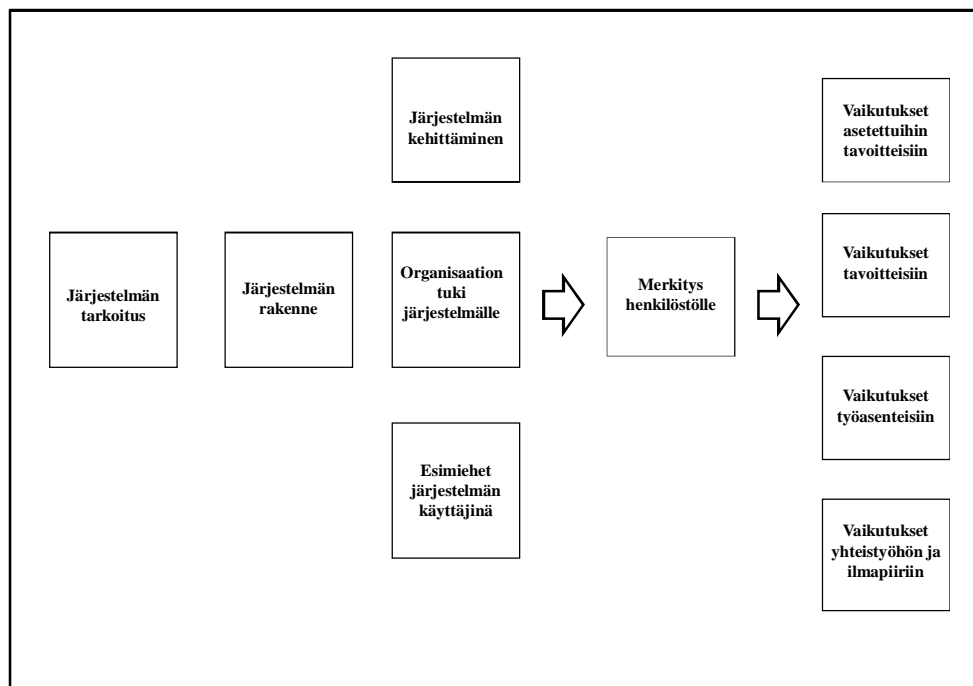 Järjestelmän
tarkoitus
Järjestelmän
rakenne
Järjestelmän
kehittäminen
Organisaation
tuki
järjestelmälle
Esimiehet
järjestelmän
käyttäjinä
Merkitys
henkilöstölle
Vaikutukset
asetettuihin
tavoitteisiin
Vaikutukset
tavoitteisiin
Vaikutukset
työasenteisiin
Vaikutukset
yhteistyöhön ja
ilmapiiriin